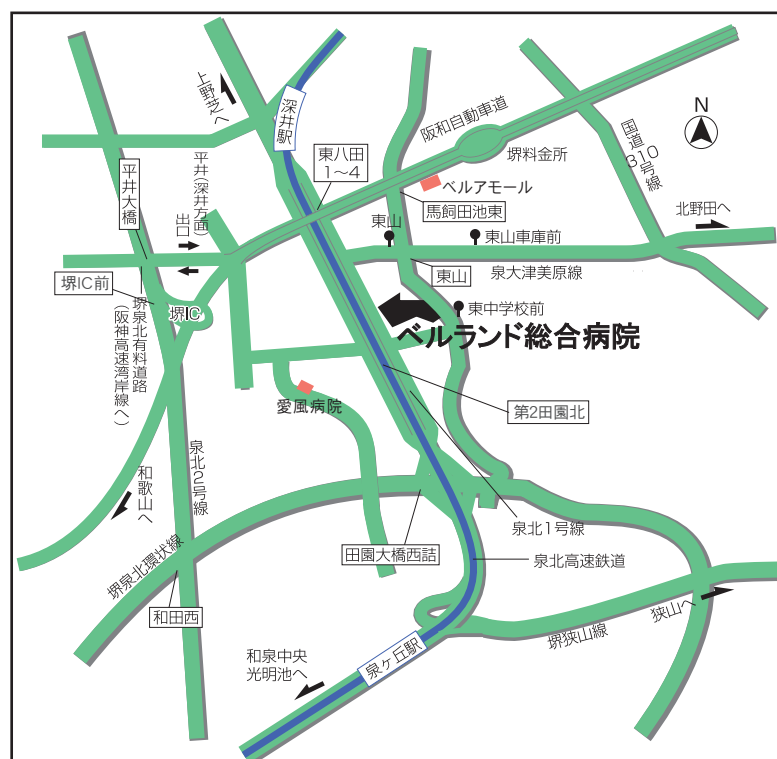 上野芝へ
深井駅
阪和自動車道
堺料金所
国道310号線
N
東八田
1〜4
平井大橋
平井(深井方面)
出口
ベルアモール
馬飼田池東
東山
東山車庫前
北野田へ
東山
泉大津美原線
堺IC前
堺IC
堺泉北有料道路
(阪神高速湾岸線へ)
東中学校前
ベルランド総合病院
愛風病院
第2田園北
和歌山へ
泉北2号線
堺泉北環状線
泉北1号線
田園大橋西詰
泉北高速鉄道
和田西
狭山へ
堺狭山線
和泉中央
光明池へ
泉ヶ丘駅